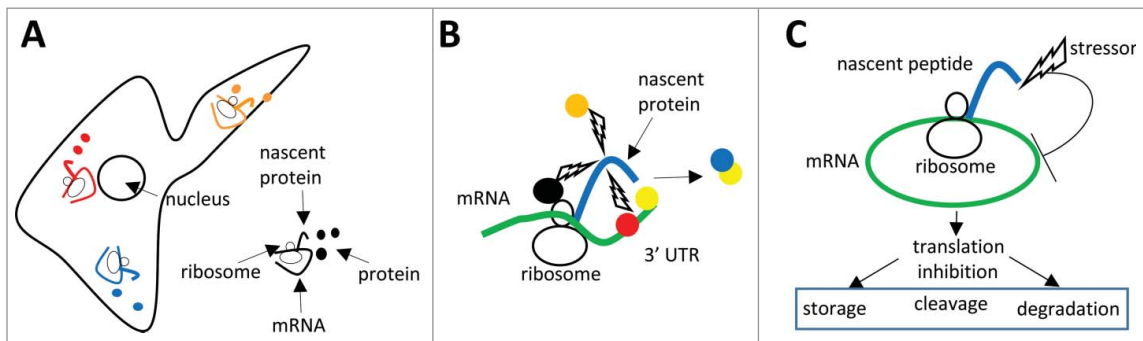 A
nucleus
nascent
protein
ribosome
protein
mRNA
B
nascent
protein
mRNA
ribosome
3’ UTR
C
stressor
nascent peptide
mRNA
ribosome
translation
inhibition
storage
cleavage
degradation